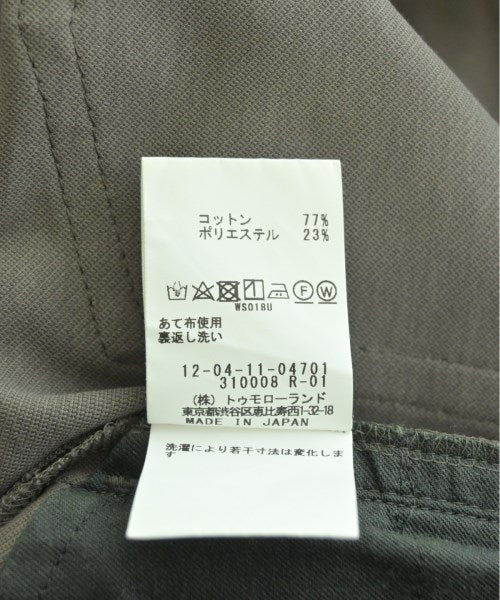 コットン 77%
ポリエステル 23%
F W
WS018U
あて布使用
裏返し洗い
12-04-11-04701
310008 R-01
(株)トゥモローランド
東京都渋谷区恵比寿西1-32-18
MADE IN JAPAN
洗濯により若干寸法は変化しま
す